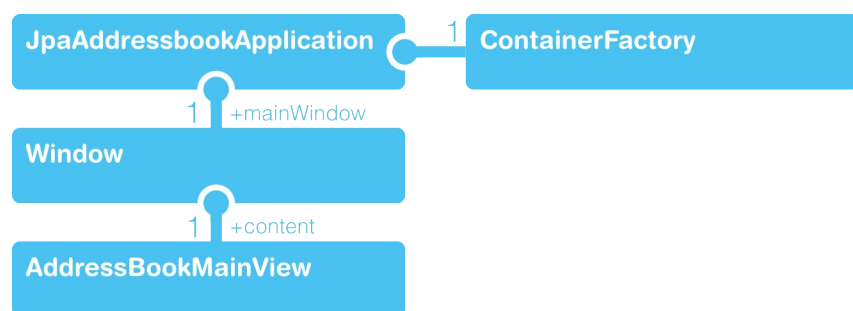 JpaAddressbookApplication
1
ContainerFactory
1 +mainWindow
Window
1 +content
AddressBookMainView